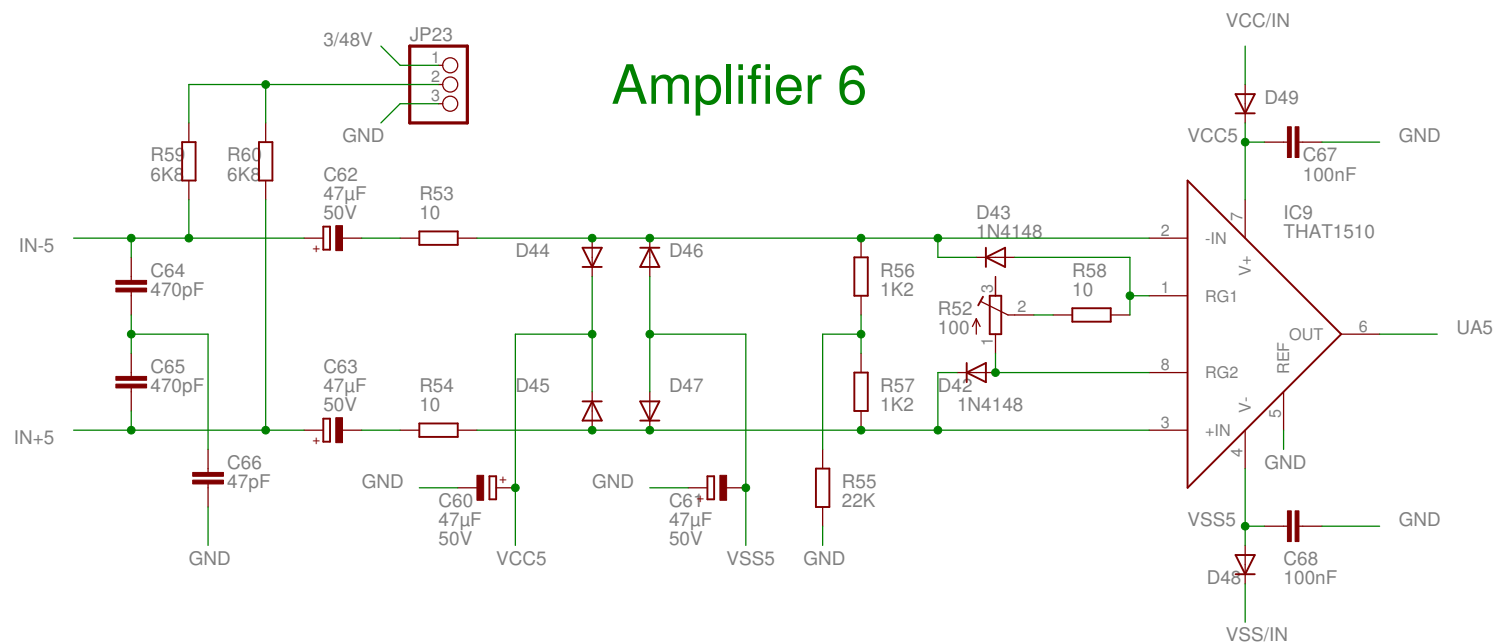 VCC/IN
3/48V
JP23
1
2
3
GND
Amplifier 6
D49
VCC5
GND
C67
100nF
R59
6K8
R60
6K8
C62
47µF
50V
+
R53
10
D44
D46
D43
1N4148
IC9
THAT1510
IN-5
2
-IN
7
V+
C64
470pF
R56
1K2
R58
10
3
R52
100
2
1
1
RG1
OUT
6
UA5
REF
C65
470pF
C63
47µF
50V
+
R54
10
D45
D47
R57
1K2
D42
1N4148
8
RG2
V-
5
IN+5
3
+IN
4
GND
C66
47pF
GND
C60
47µF
50V
+
GND
C61
47µF
50V
+
R55
22K
VSS5
GND
GND
VCC5
VSS5
GND
D48
C68
100nF
VSS/IN